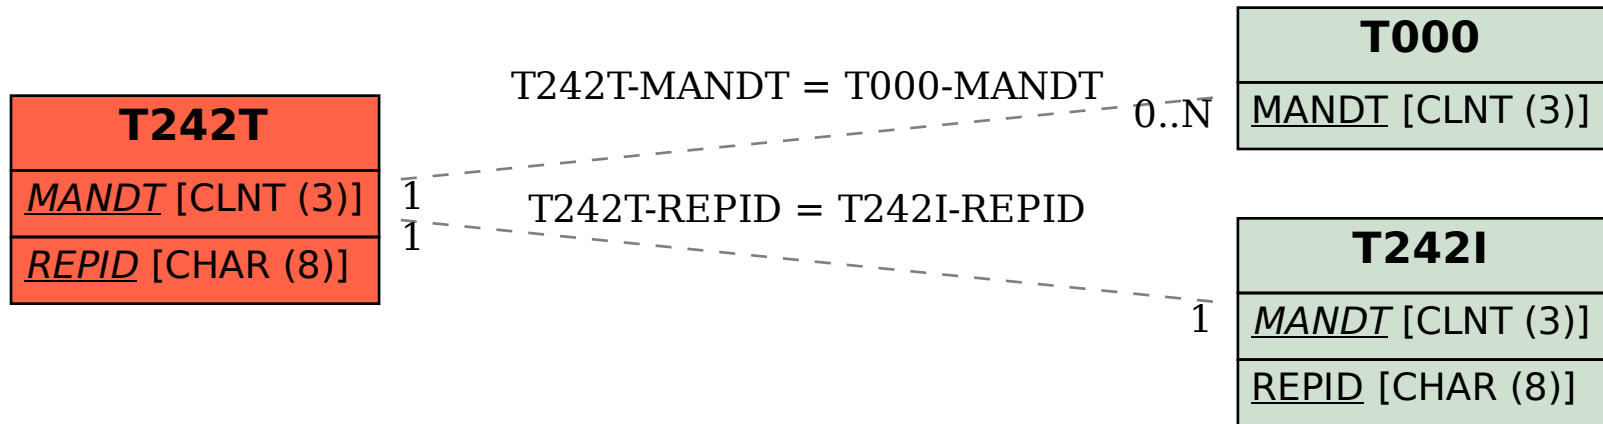 T242T
MANDT [CLNT (3)]
REPID [CHAR (8)]
T242T-MANDT = T000-MANDT
1
0..N
T242T-REPID = T242I-REPID
1
1
T000
MANDT [CLNT (3)]
T242I
MANDT [CLNT (3)]
REPID [CHAR (8)]